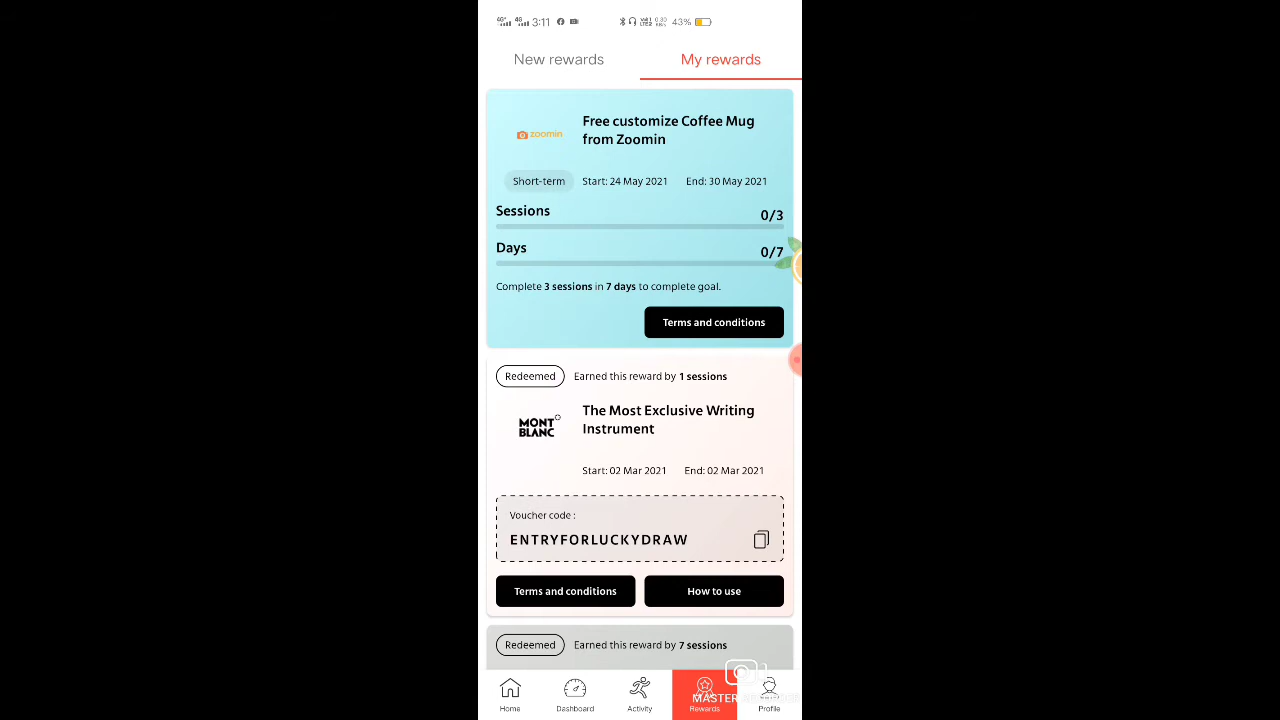 3:11 43%
New rewards My rewards
zoomin
Free customize Coffee Mug
from Zoomin
Short-term Start: 24 May 2021 End: 30 May 2021
Sessions 0/3
Days 0/7
Complete 3 sessions in 7 days to complete goal.
Terms and conditions
Redeemed Earned this reward by 1 sessions
MONT
BLANC
The Most Exclusive Writing
Instrument
Start: 02 Mar 2021 End: 02 Mar 2021
Voucher code :
ENTRYFORLUCKYDRAW
Terms and conditions How to use
Redeemed Earned this reward by 7 sessions
Home Dashboard Activity Rewards Profile